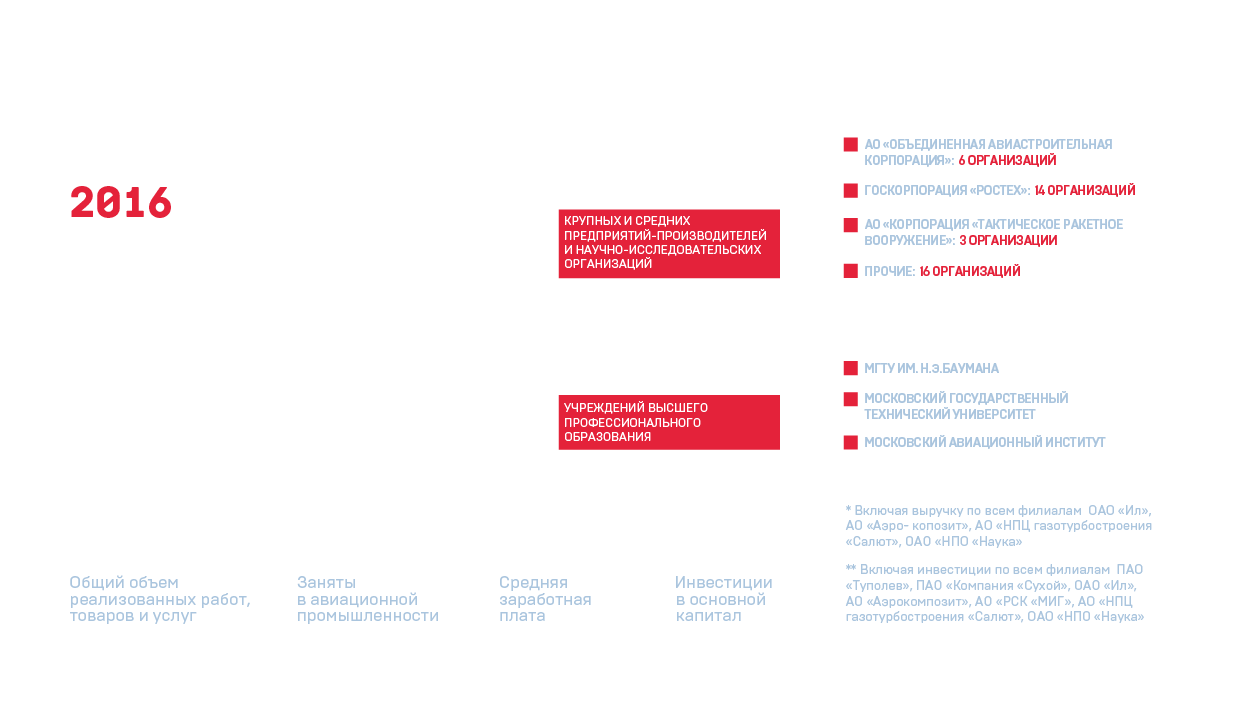 2016
КРУПНЫХ И СРЕДНИХ
ПРЕДПРИЯТИЙ-ПРОИЗВОДИТЕЛЕЙ
И НАУЧНО-ИССЛЕДОВАТЕЛЬСКИХ
ОРГАНИЗАЦИЙ
АО «ОБЪЕДИНЕННАЯ АВИАСТРОИТЕЛЬНАЯ
КОРПОРАЦИЯ»: 6 ОРГАНИЗАЦИЙ
ГОСКОРПОРАЦИЯ «РОСТЕХ»: 14 ОРГАНИЗАЦИЙ
АО «КОРПОРАЦИЯ «ТАКТИЧЕСКОЕ РАКЕТНОЕ
ВООРУЖЕНИЕ»: 3 ОРГАНИЗАЦИИ
ПРОЧИЕ: 16 ОРГАНИЗАЦИЙ
УЧРЕЖДЕНИЙ ВЫСШЕГО
ПРОФЕССИОНАЛЬНОГО
ОБРАЗОВАНИЯ
МГТУ ИМ. Н.Э.БАУМАНА
МОСКОВСКИЙ ГОСУДАРСТВЕННЫЙ
ТЕХНИЧЕСКИЙ УНИВЕРСИТЕТ
МОСКОВСКИЙ АВИАЦИОННЫЙ ИНСТИТУТ
Общий объем
реализованных работ,
товаров и услуг
Заняты
в авиационной
промышленности
Средняя
заработная
плата
Инвестиции
в основной
капитал
* Включая выручку по всем филиалам ОАО «Ил»,
АО «Аэро- копозит», АО «НПЦ газотурбостроения
«Салют», ОАО «НПО «Наука»
** Включая инвестиции по всем филиалам ПАО
«Туполев», ПАО «Компания «Сухой», ОАО «Ил»,
АО «Аэрокомпозит», АО «РСК «МИГ», АО «НПЦ
газотурбостроения «Салют», ОАО «НПО «Наука»